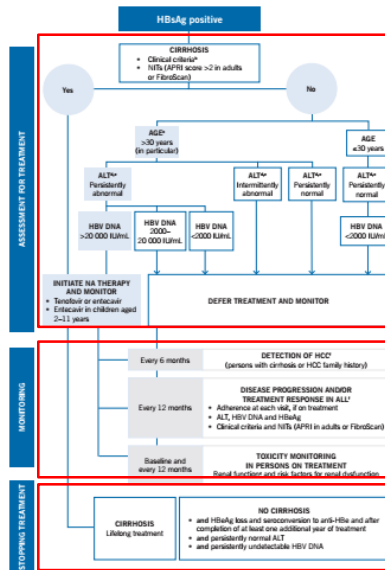 HBsAg positive
ASSESSMENT FOR TREATMENT
CIRRHOSIS
• Clinical criteriaᵇ
• NITs (APRI score >2 in adults
or FibroScan)
Yes
No
AGEᶜ
>30 years
(in particular)
AGE
≤30 years
ALTᵈ,ᵉ
Persistently
abnormal
ALTᵈ,ᵉ
Intermittently
abnormal
ALTᵈ,ᵉ
Persistently
normal
ALTᵈ,ᵉ
Persistently
normal
HBV DNA
>20 000 IU/mL
HBV DNA
2000–
20 000 IU/mL
HBV DNA
<2000 IU/mL
HBV DNA
<2000 IU/mL
INITIATE NA THERAPY
AND MONITOR
• Tenofovir or entecavir
• Entecavir in children aged
2–11 years
DEFER TREATMENT AND MONITOR
MONITORING
Every 6 months
DETECTION OF HCC
(persons with cirrhosis or HCC family history)
Every 12 months
DISEASE PROGRESSION AND/OR
TREATMENT RESPONSE IN ALL
• Adherence at each visit, if on treatment
• ALT, HBV DNA and HBeAg
• Clinical criteria and NITs (APRI in adults or FibroScan)
Baseline and
every 12 months
TOXICITY MONITORING
IN PERSONS ON TREATMENT
Renal function and risk factors for renal dysfunction
STOPPING TREATMENT
CIRRHOSIS
Lifelong treatment
NO CIRRHOSIS
• and HBeAg loss and seroconversion to anti-HBe and after
completion of at least one additional year of treatment
• and persistently normal ALT
• and persistently undetectable HBV DNA